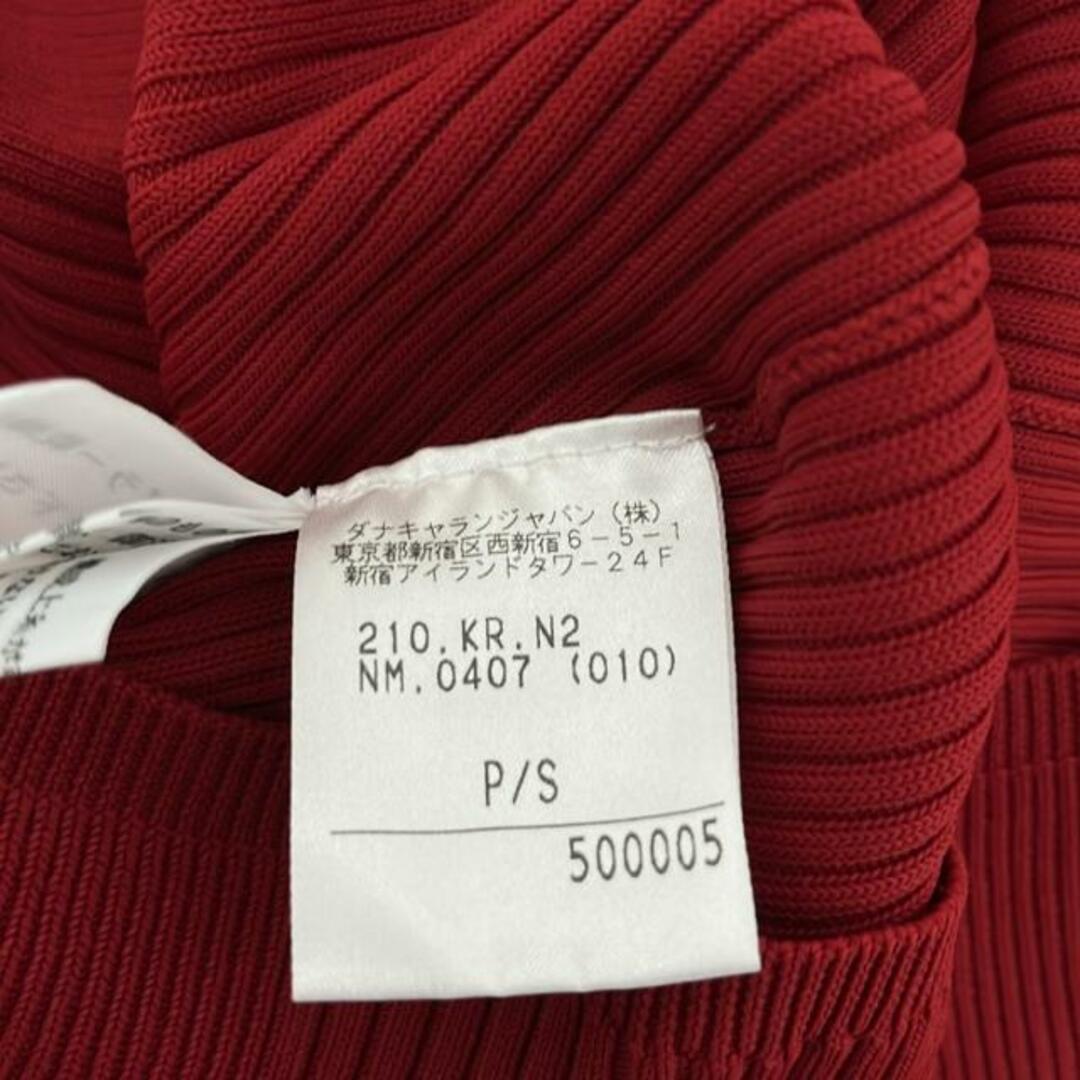 ダナキャランジャパン（株）
東京都新宿区西新宿6-5-1
新宿アイランドタワー24F
210.KR.N2
NM.0407 (010)
P/S
500005